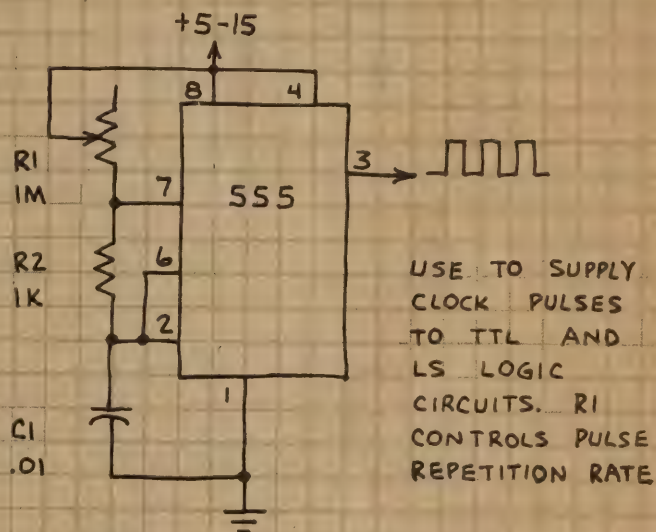 +5-15
8
4
3
R1
1M
7
555
R2
1K
6
2
1
C1
.01
USE TO SUPPLY
CLOCK PULSES
TO TTL AND
LS LOGIC
CIRCUITS. R1
CONTROLS PULSE
REPETITION RATE